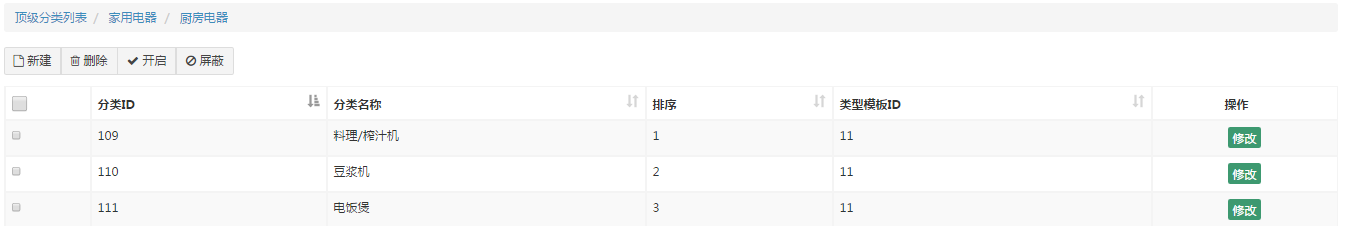 顶级分类列表 / 家用电器 / 厨房电器
新建 删除 开启 屏蔽
分类ID 分类名称 排序 类型模板ID 操作
109 料理/榨汁机 1 11 修改
110 豆浆机 2 11 修改
111 电饭煲 3 11 修改